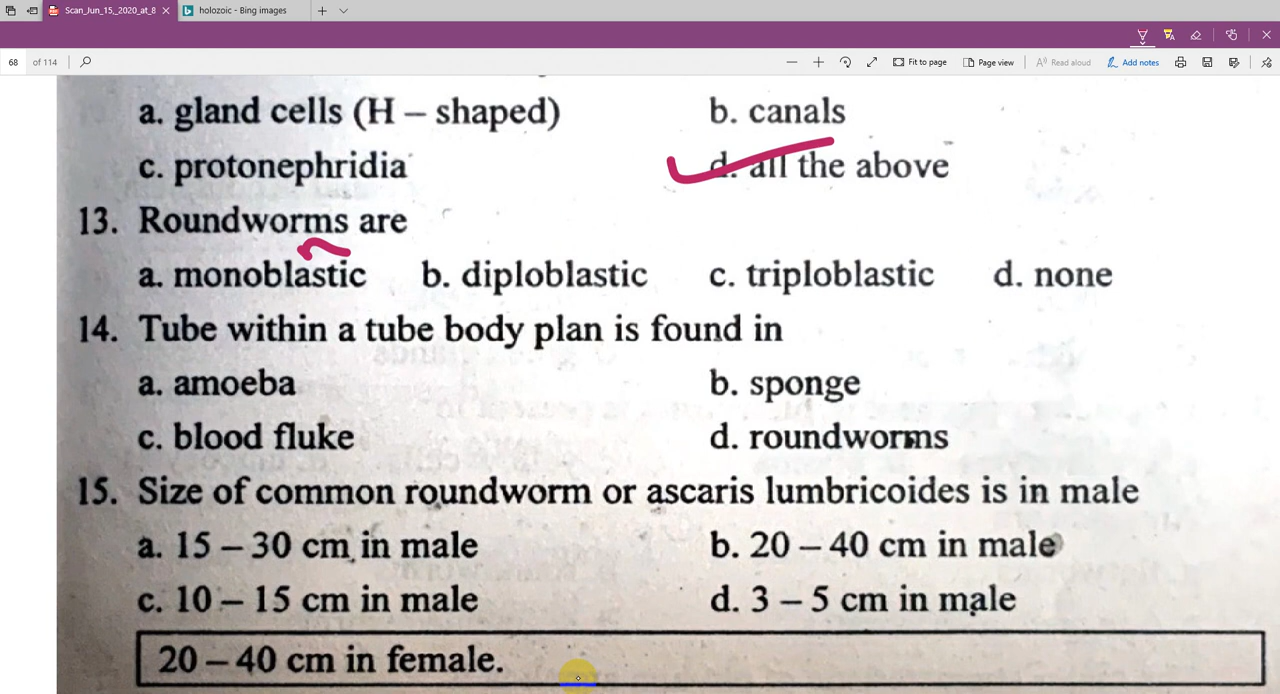 Scan_Jun_15,_2020_at_8
holozoic - Bing images
68 of 114
Fit to page
Page view
Read aloud
Add notes
a. gland cells (H – shaped) b. canals
c. protonephridia d. all the above
13. Roundworms are
a. monoblastic b. diploblastic c. triploblastic d. none
14. Tube within a tube body plan is found in
a. amoeba b. sponge
c. blood fluke d. roundworms
15. Size of common roundworm or ascaris lumbricoides is in male
a. 15 – 30 cm in male b. 20 – 40 cm in male
c. 10 – 15 cm in male d. 3 – 5 cm in male
20 – 40 cm in female.